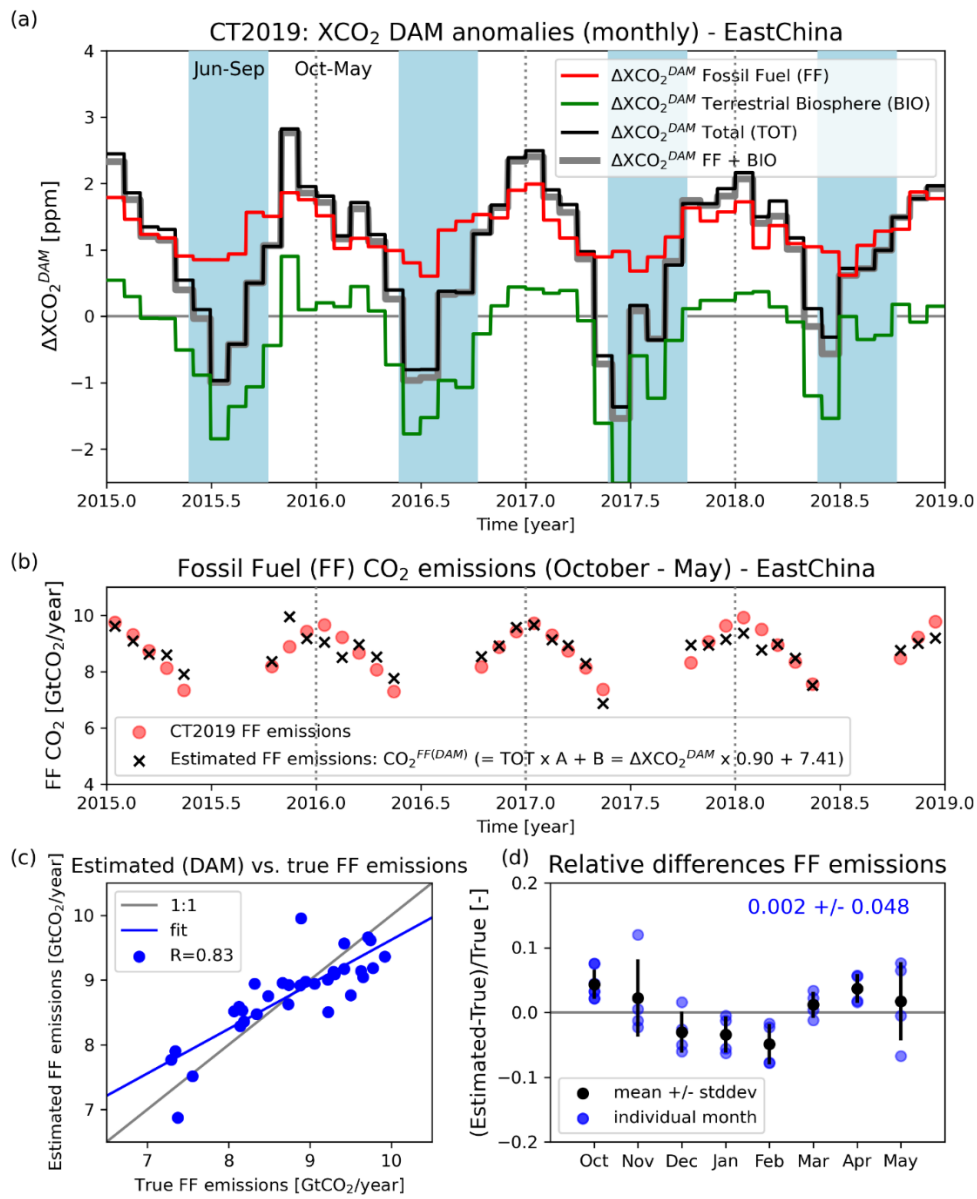 (a)
CT2019: XCO₂ DAM anomalies (monthly) - EastChina
Jun-Sep Oct-May
ΔXCO₂ᴰᴬᴹ Fossil Fuel (FF)
ΔXCO₂ᴰᴬᴹ Terrestrial Biosphere (BIO)
ΔXCO₂ᴰᴬᴹ Total (TOT)
ΔXCO₂ᴰᴬᴹ FF + BIO
ΔXCO₂ᴰᴬᴹ [ppm]
4
3
2
1
0
−1
−2
2015.0 2015.5 2016.0 2016.5 2017.0 2017.5 2018.0 2018.5 2019.0
Time [year]
(b)
Fossil Fuel (FF) CO₂ emissions (October - May) - EastChina
FF CO₂ [GtCO₂/year]
10
8
6
4
CT2019 FF emissions
Estimated FF emissions: CO₂ᶠᶠ⁽ᴰᴬᴹ⁾ (= TOT x A + B = ΔXCO₂ᴰᴬᴹ x 0.90 + 7.41)
2015.0 2015.5 2016.0 2016.5 2017.0 2017.5 2018.0 2018.5 2019.0
Time [year]
(c)
Estimated (DAM) vs. true FF emissions
Estimated FF emissions [GtCO₂/year]
1:1
fit
R=0.83
10
9
8
7
7 8 9 10
True FF emissions [GtCO₂/year]
(d)
Relative differences FF emissions
(Estimated-True)/True [-]
0.002 +/- 0.048
0.2
0.1
0.0
−0.1
−0.2
mean +/- stddev
individual month
Oct Nov Dec Jan Feb Mar Apr May